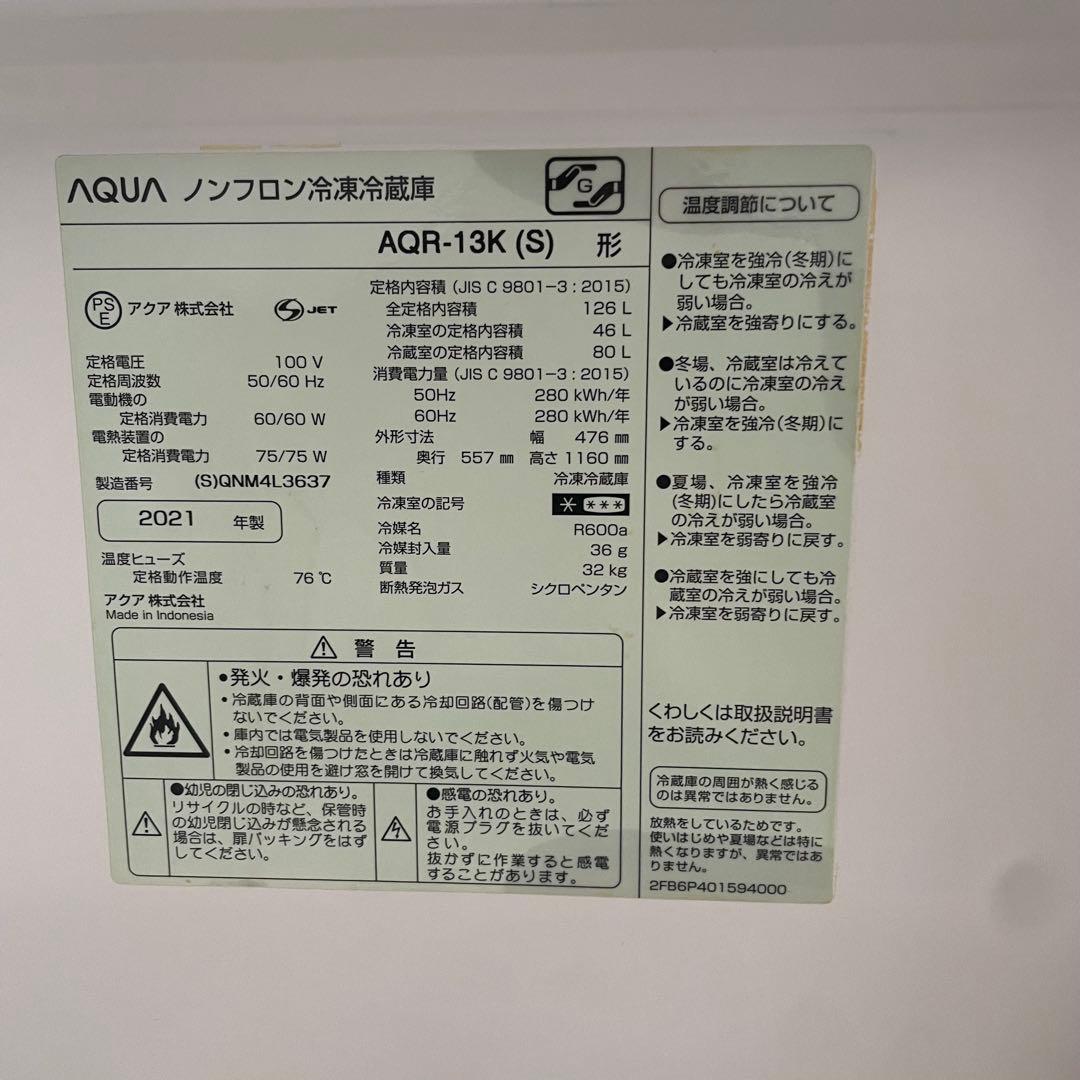 AQUA ノンフロン冷凍冷蔵庫
G
AQR-13K (S) 形
PS
E
アクア 株式会社
S JET
定格電圧 100 V
定格周波数 50/60 Hz
電動機の
定格消費電力 60/60 W
電熱装置の
定格消費電力 75/75 W
製造番号 (S)QNM4L3637
2021 年製
温度ヒューズ
定格動作温度 76 ℃
アクア 株式会社
Made in Indonesia
定格内容積 (JIS C 9801-3 : 2015)
全定格内容積 126 L
冷凍室の定格内容積 46 L
冷蔵室の定格内容積 80 L
消費電力量 (JIS C 9801-3 : 2015)
50Hz 280 kWh/年
60Hz 280 kWh/年
外形寸法 幅 476 ㎜
奥行 557 ㎜ 高さ 1160 ㎜
種類 冷凍冷蔵庫
冷凍室の記号 * ***
冷媒名 R600a
冷媒封入量 36 g
質量 32 kg
断熱発泡ガス シクロペンタン
⚠ 警 告
•発火・爆発の恐れあり
•冷蔵庫の背面や側面にある冷却回路(配管)を傷つけ
ないでください。
•庫内では電気製品を使用しないでください。
•冷却回路を傷つけたときは冷蔵庫に触れず火気や電気
製品の使用を避け窓を開けて換気してください。
●幼児の閉じ込みの恐れあり。
リサイクルの時など、保管時
の幼児閉じ込みが懸念される
場合は、扉パッキングをはず
してください。
●感電の恐れあり。
お手入れのときは、必ず
電源プラグを抜いてくだ
さい。
抜かずに作業すると感電
することがあります。
温度調節について
●冷凍室を強冷(冬期)に
しても冷凍室の冷えが
弱い場合。
▶冷蔵室を強寄りにする。
●冬場、冷蔵室は冷えて
いるのに冷凍室の冷え
が弱い場合。
▶冷凍室を強冷(冬期)に
する。
●夏場、冷凍室を強冷
(冬期)にしたら冷蔵室
の冷えが弱い場合。
▶冷凍室を弱寄りに戻す。
●冷蔵室を強にしても冷
蔵室の冷えが弱い場合。
▶冷凍室を弱寄りに戻す。
くわしくは取扱説明書
をお読みください。
冷蔵庫の周囲が熱く感じる
のは異常ではありません。
放熱をしているためです。
使いはじめや夏場などは特に
熱くなりますが、異常ではあ
りません。
2FB6P401594000